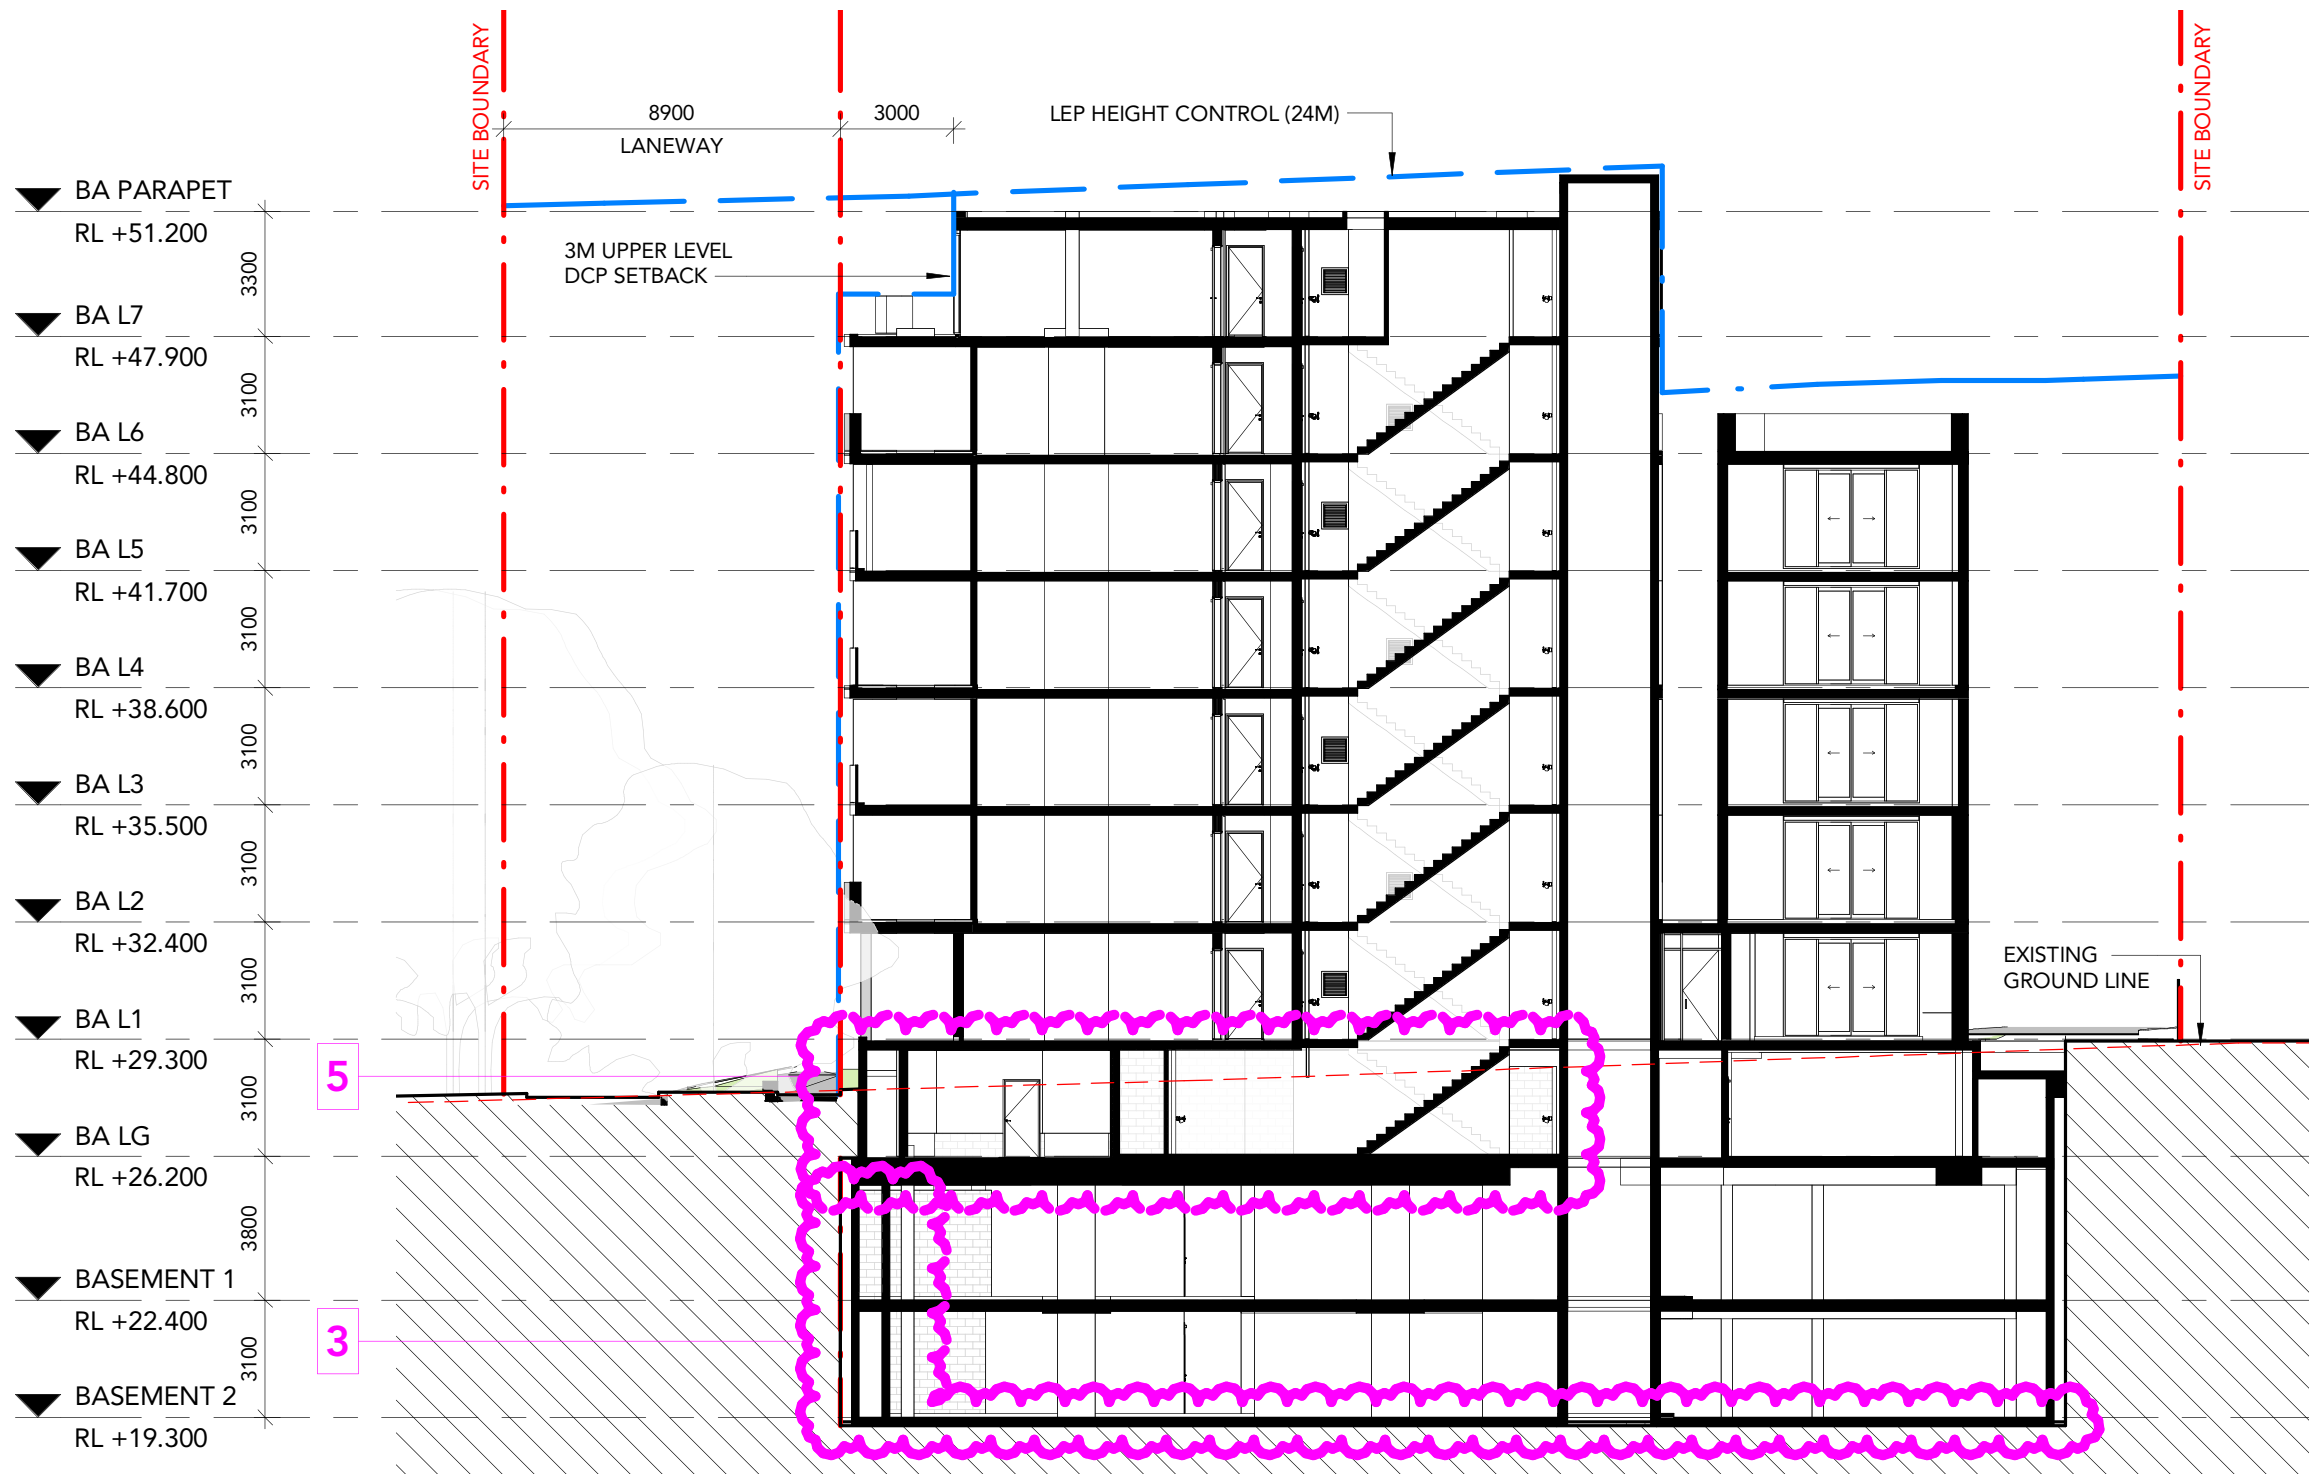 SITE BOUNDARY
SITE BOUNDARY
8900
3000
LANEWAY
LEP HEIGHT CONTROL (24M)
3M UPPER LEVEL
DCP SETBACK
BA PARAPET
RL +51.200
3300
BA L7
RL +47.900
3100
BA L6
RL +44.800
3100
BA L5
RL +41.700
3100
BA L4
RL +38.600
3100
BA L3
RL +35.500
3100
BA L2
RL +32.400
3100
EXISTING
GROUND LINE
BA L1
RL +29.300
5
3100
BA LG
RL +26.200
3800
BASEMENT 1
RL +22.400
3
3100
BASEMENT 2
RL +19.300